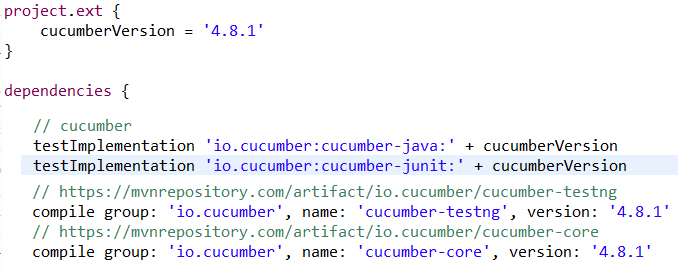 project.ext {
    cucumberVersion = '4.8.1'
}
dependencies {
    // cucumber
    testImplementation 'io.cucumber:cucumber-java:' + cucumberVersion
    testImplementation 'io.cucumber:cucumber-junit:' + cucumberVersion
    // https://mvnrepository.com/artifact/io.cucumber/cucumber-testng
    compile group: 'io.cucumber', name: 'cucumber-testng', version: '4.8.1'
    // https://mvnrepository.com/artifact/io.cucumber/cucumber-core
    compile group: 'io.cucumber', name: 'cucumber-core', version: '4.8.1'